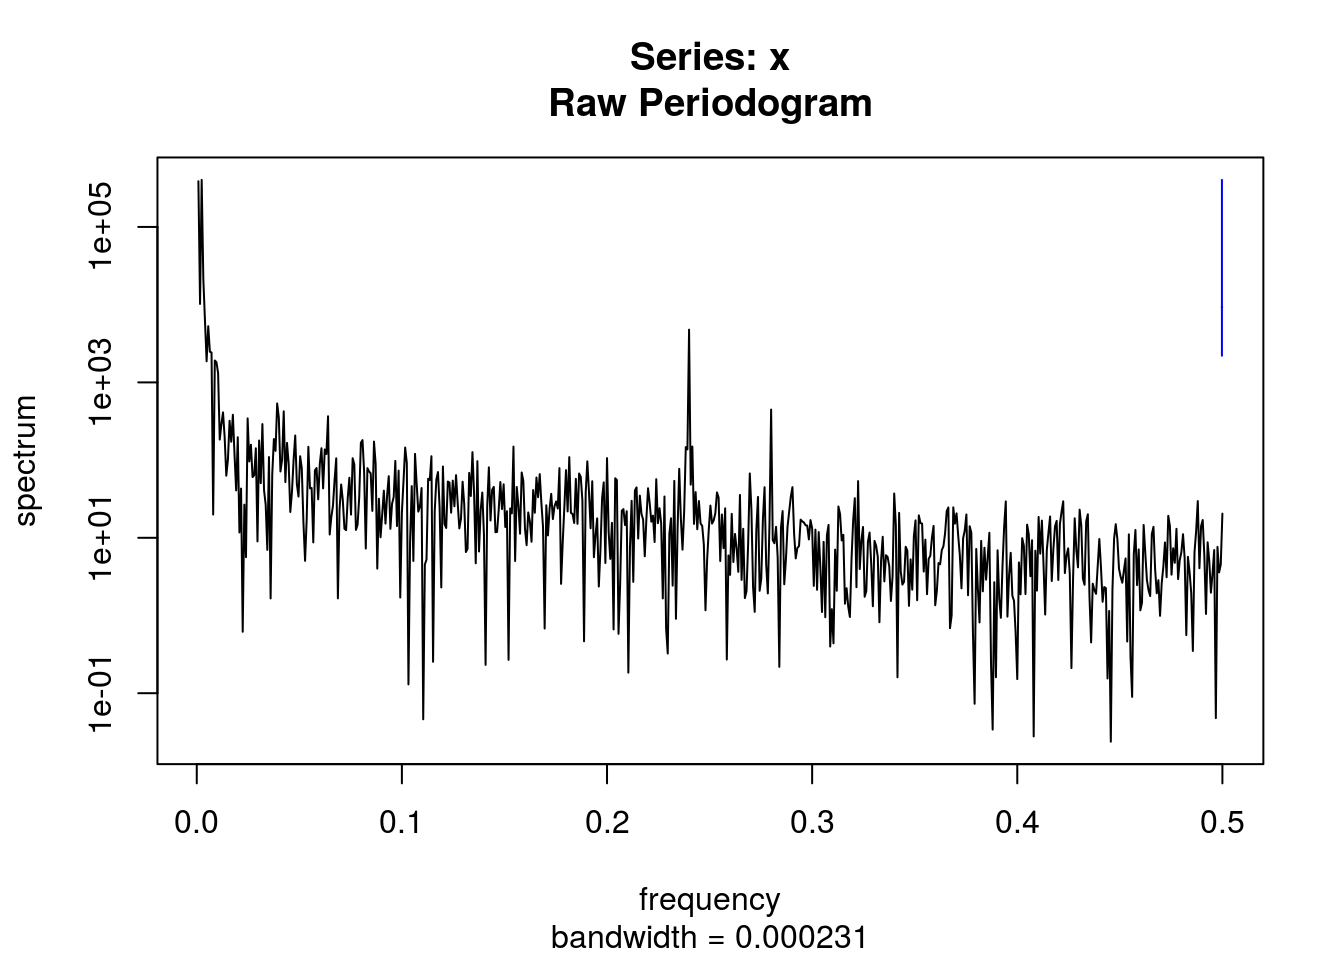 Series: x
Raw Periodogram
spectrum
1e+05
1e+03
1e+01
1e-01
0.0 0.1 0.2 0.3 0.4 0.5
frequency
bandwidth = 0.000231